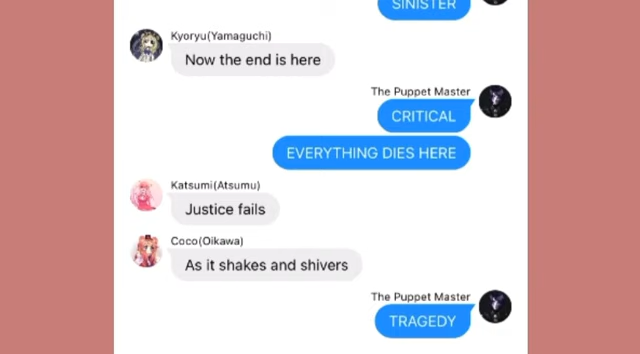 SINISTER
Kyoryu(Yamaguchi)
Now the end is here
The Puppet Master
CRITICAL
EVERYTHING DIES HERE
Katsumi(Atsumu)
Justice fails
Coco(Oikawa)
As it shakes and shivers
The Puppet Master
TRAGEDY